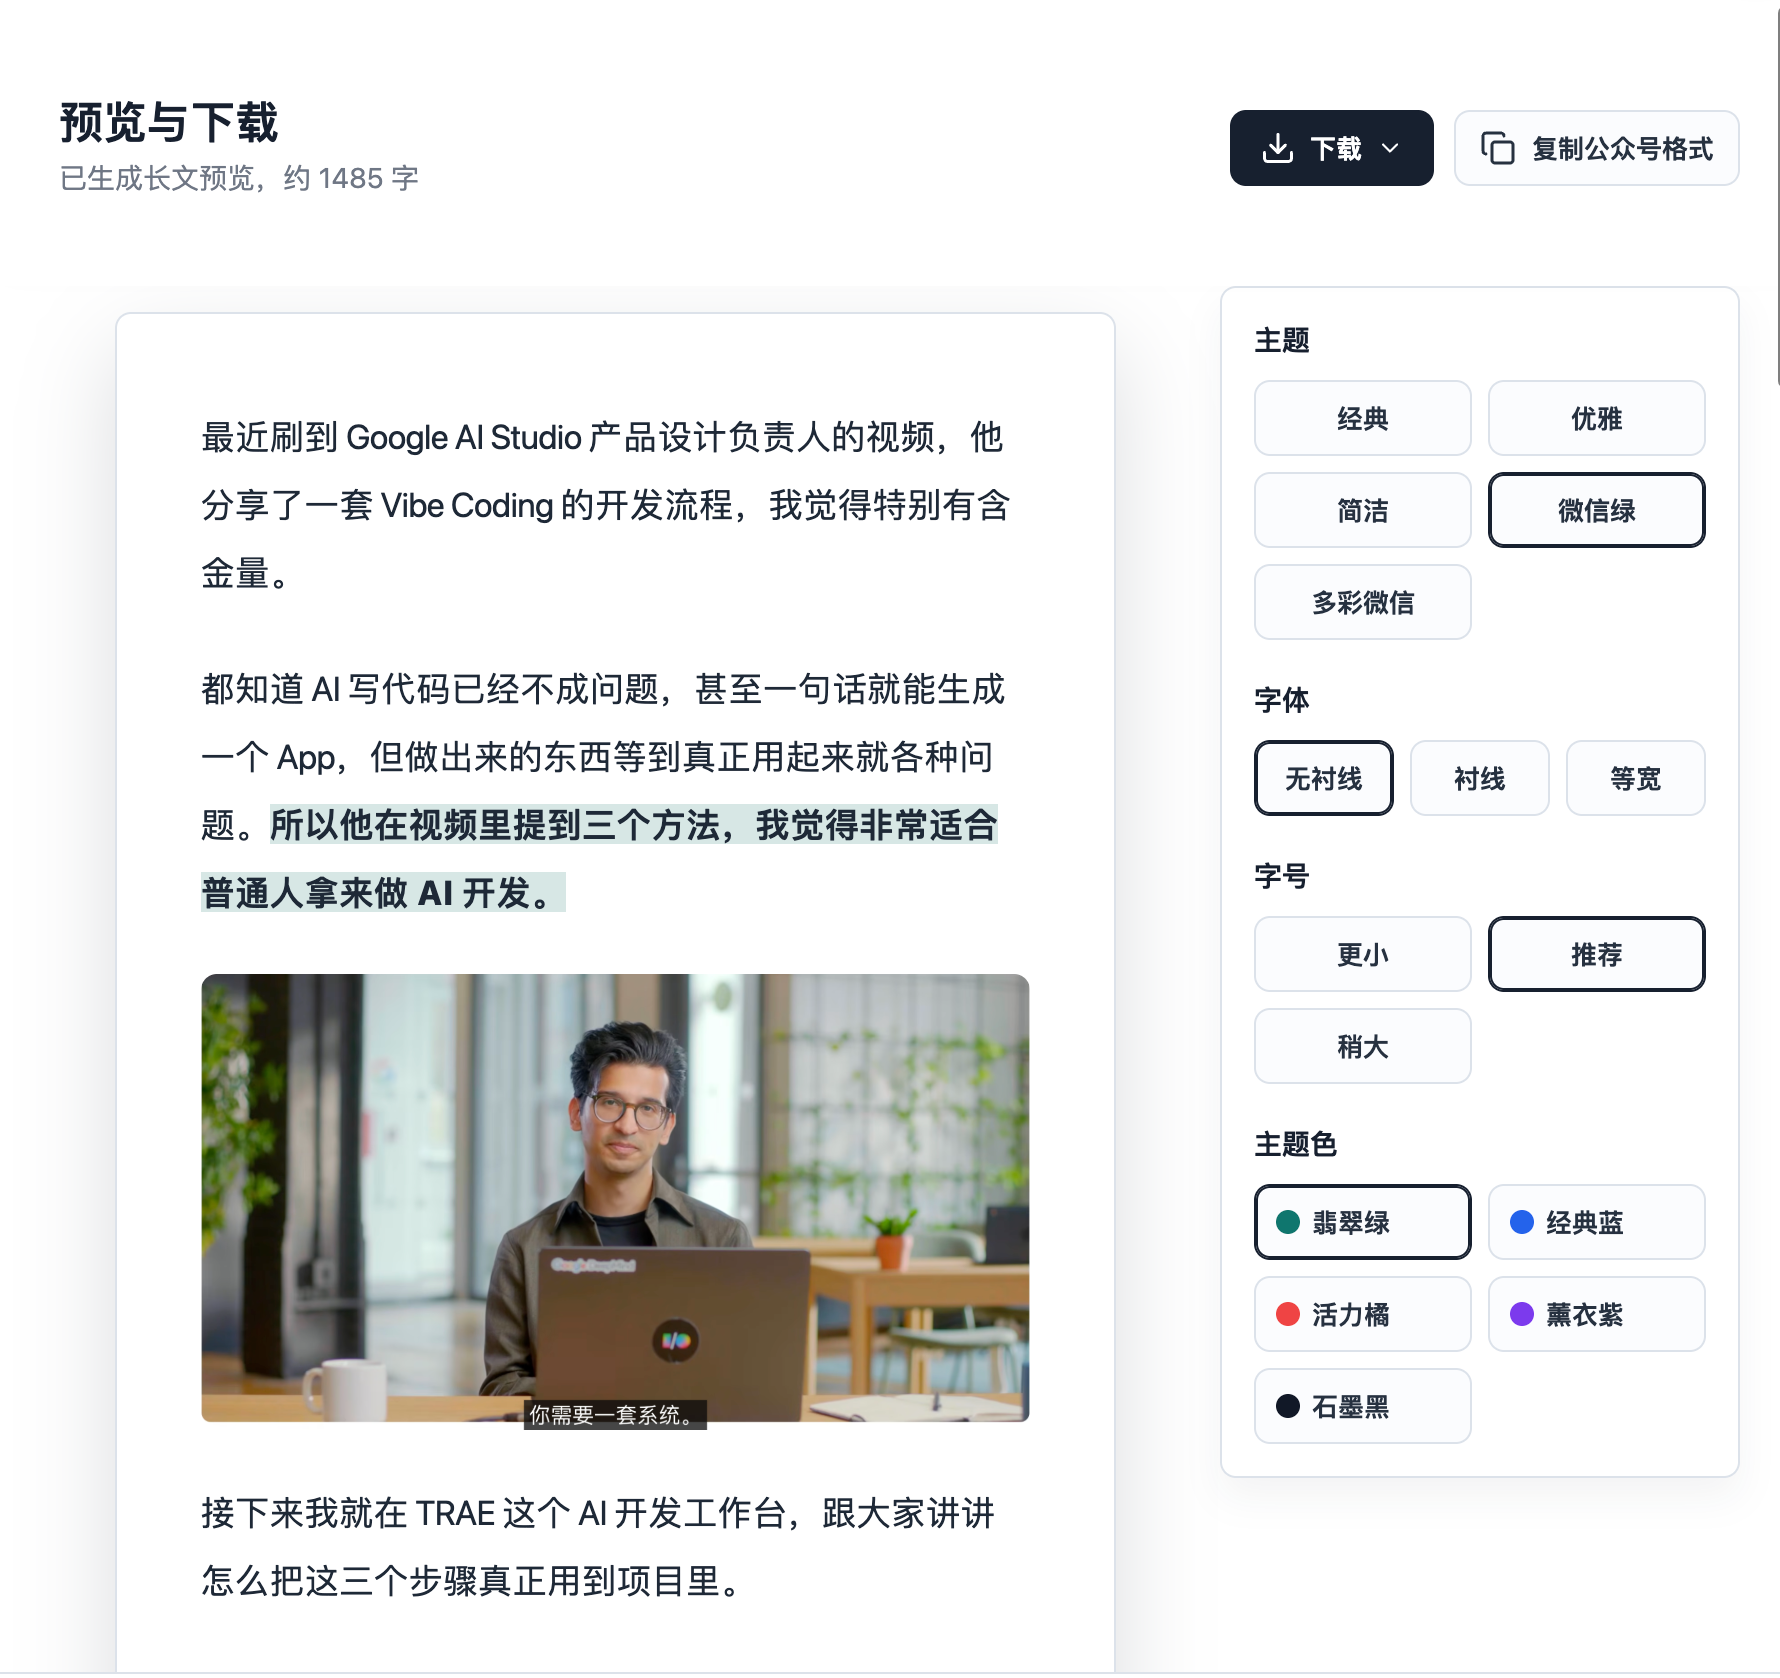 预览与下载
已生成长文预览，约 1485 字
下载
复制公众号格式
最近刷到 Google AI Studio 产品设计负责人的视频，他
分享了一套 Vibe Coding 的开发流程，我觉得特别有含
金量。
都知道 AI 写代码已经不成问题，甚至一句话就能生成
一个 App，但做出来的东西等到真正用起来就各种问
题。所以他在视频里提到三个方法，我觉得非常适合
普通人拿来做 AI 开发。
Google DeepMind
I/O
你需要一套系统。
接下来我就在 TRAE 这个 AI 开发工作台，跟大家讲讲
怎么把这三个步骤真正用到项目里。
主题
经典
优雅
简洁
微信绿
多彩微信
字体
无衬线
衬线
等宽
字号
更小
推荐
稍大
主题色
翡翠绿
经典蓝
活力橘
薰衣紫
石墨黑